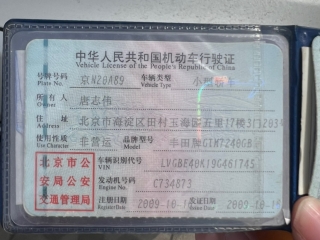 中华人民共和国机动车行驶证
Vehicle License of the People's Republic of China
号牌号码 京N20A89 车辆类型 小型轿车
Plate No. Vehicle Type
所有人 唐志伟
Owner
住址 北京市海淀区田村玉海园五里17楼3门203号
Address
使用性质 非营运 品牌型号 丰田牌GTM7240GB
Use Character Model
车辆识别代号 LVGBE40K19G461745
VIN
发动机号码 C734873
Engine No.
注册日期 2009-10-1 发证日期 2009-10-15
Register Date Issue Date
北京市公
安局公安
交通管理局